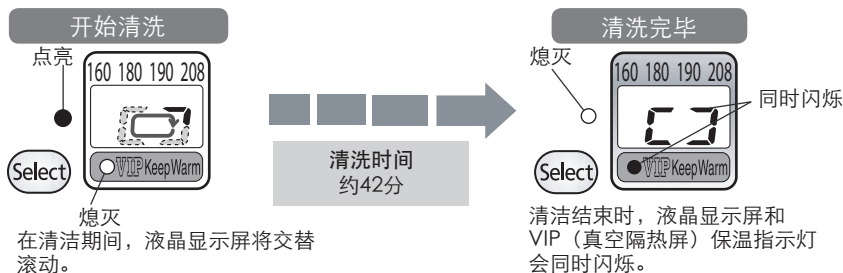 开始清洗
点亮
160 180 190 208
Select
VIP KeepWarm
熄灭
在清洁期间，液晶显示屏将交替
滚动。
清洗时间
约42分
清洗完毕
熄灭
160 180 190 208
同时闪烁
Select
VIP KeepWarm
清洁结束时，液晶显示屏和
VIP（真空隔热屏）保温指示灯
会同时闪烁。